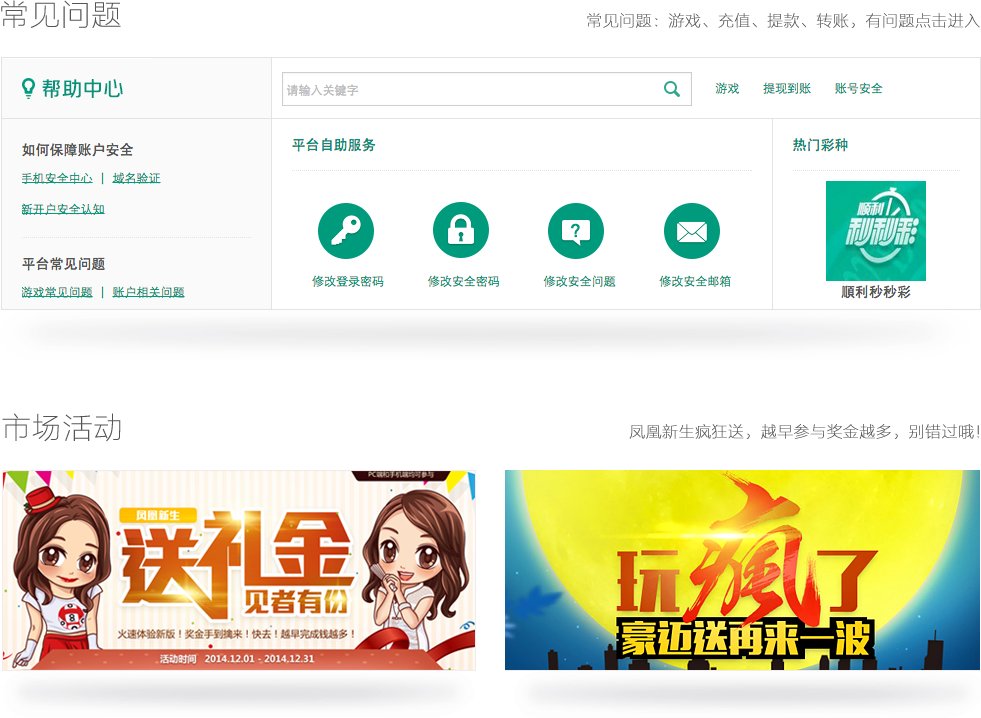 常见问题
常见问题：游戏、充值、提款、转账，有问题点击进入
帮助中心
请输入关键字
游戏 提现到账 账号安全
如何保障账户安全
手机安全中心 | 域名验证
新开户安全认知
平台常见问题
游戏常见问题 | 账户相关问题
平台自助服务
修改登录密码 修改安全密码 修改安全问题 修改安全邮箱
热门彩种
順利
秒秒彩
順利秒秒彩
市场活动
凤凰新生疯狂送，越早参与奖金越多，别错过哦!
PC端和手机端均可参与
凤凰新生
送礼金
见者有份
8
火速体验新版！奖金手到擒来！快去！越早完成钱越多！
活动时间 2014.12.01 - 2014.12.31
玩瘋了
豪迈送再来一波